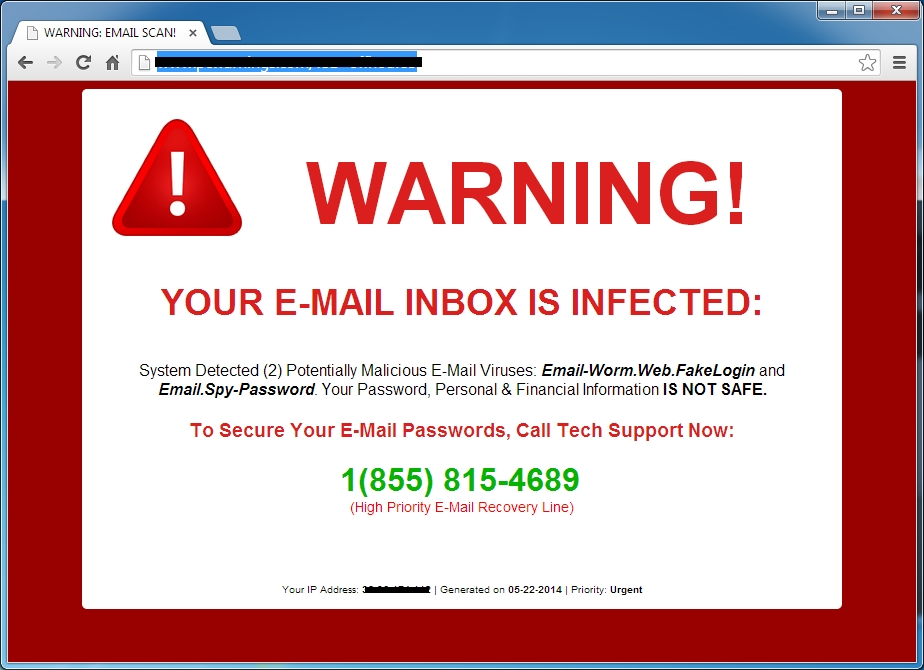 WARNING: EMAIL SCAN!
WARNING!
YOUR E-MAIL INBOX IS INFECTED:
System Detected (2) Potentially Malicious E-Mail Viruses: Email-Worm.Web.FakeLogin and
Email.Spy-Password. Your Password, Personal & Financial Information IS NOT SAFE.
To Secure Your E-Mail Passwords, Call Tech Support Now:
1(855) 815-4689
(High Priority E-Mail Recovery Line)
Your IP Address: | Generated on 05-22-2014 | Priority: Urgent